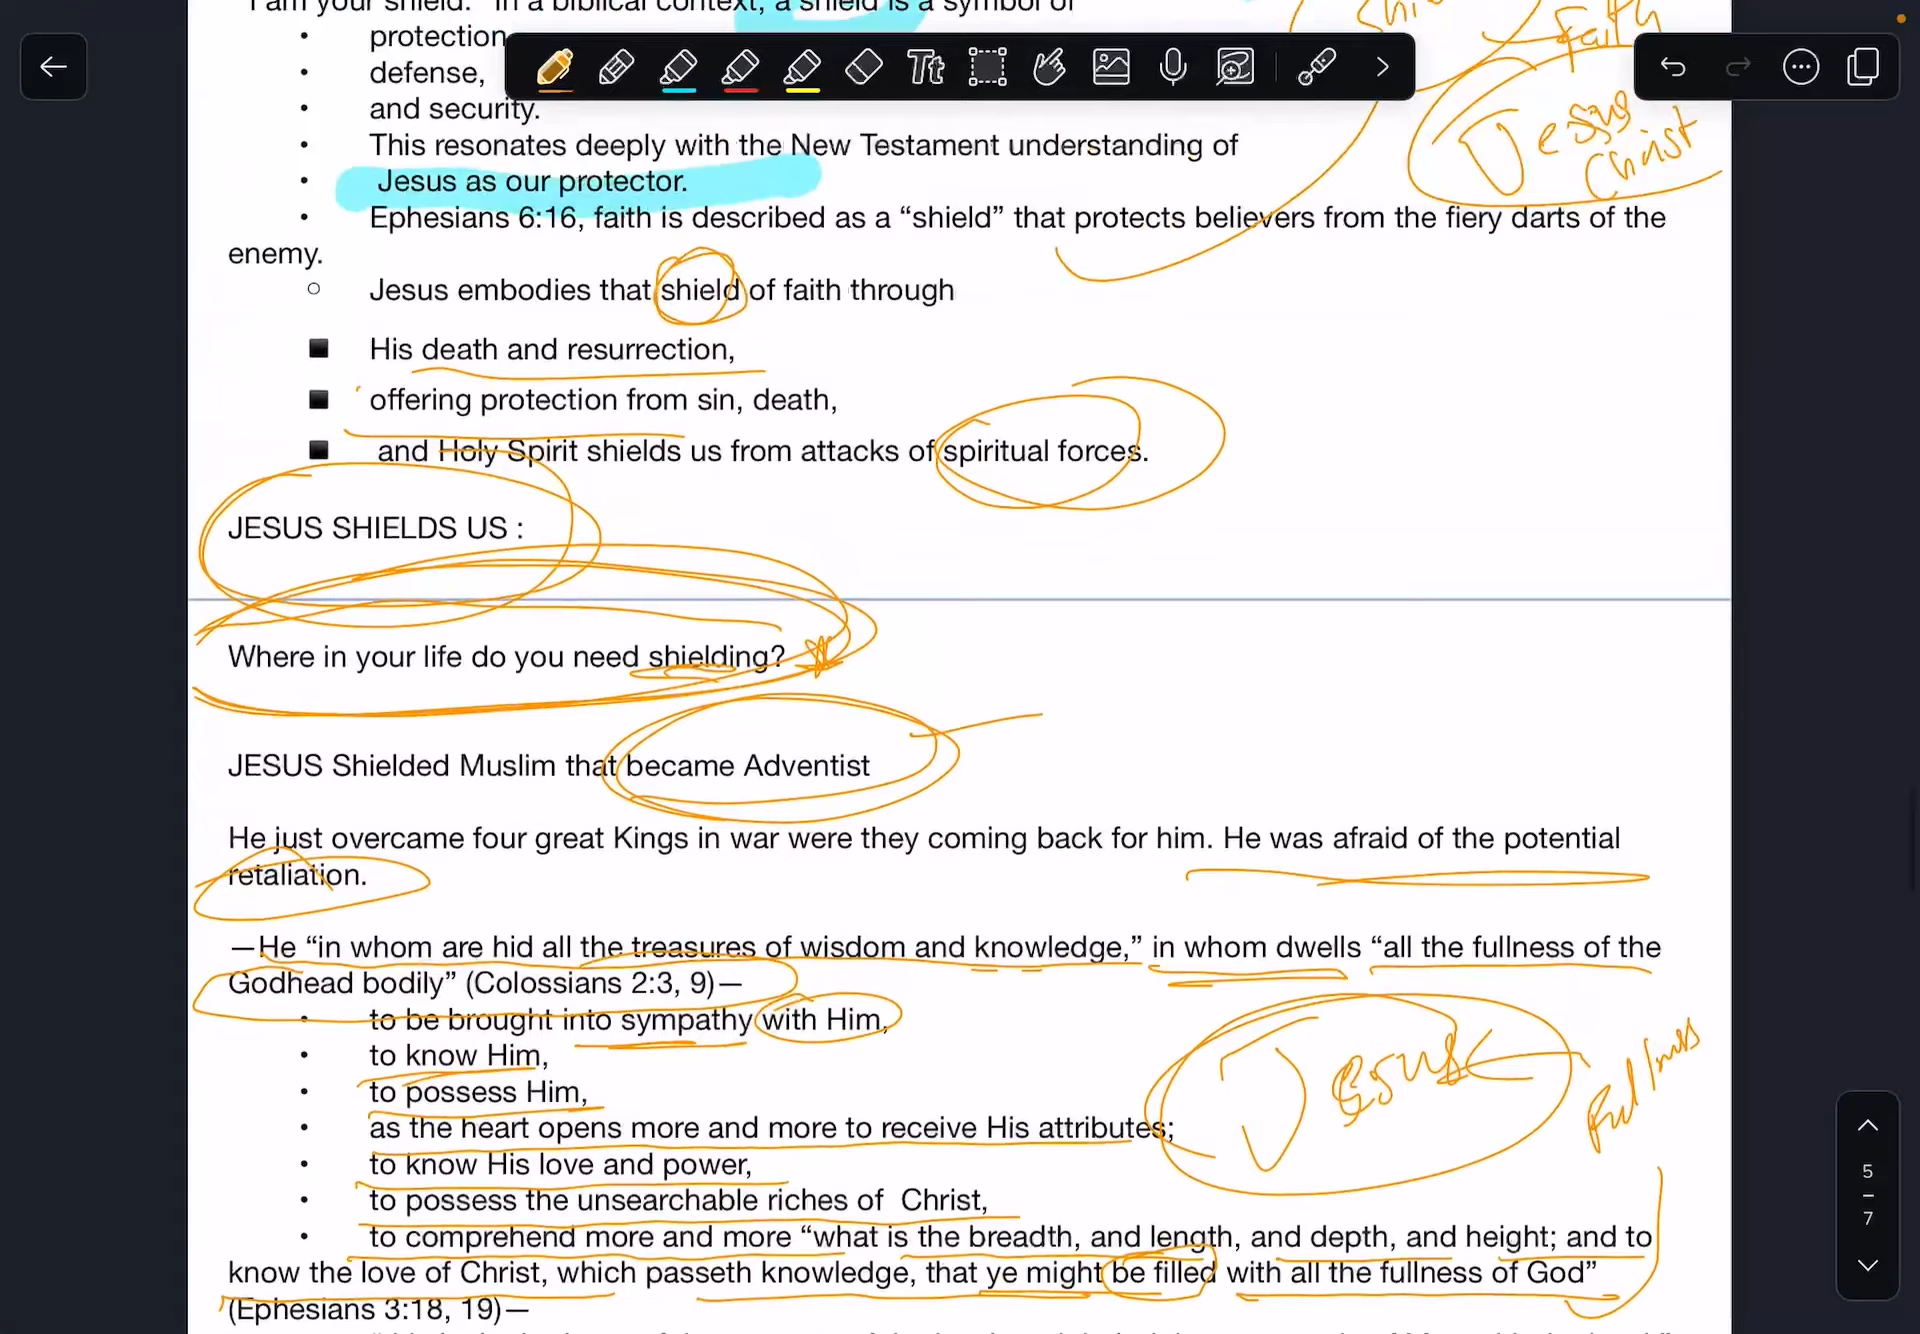 "I am your shield." In a biblical context, a shield is a symbol of
• protection
• defense,
• and security.
• This resonates deeply with the New Testament understanding of
• Jesus as our protector.
• Ephesians 6:16, faith is described as a “shield” that protects believers from the fiery darts of the
enemy.
○ Jesus embodies that shield of faith through
■ His death and resurrection,
■ offering protection from sin, death,
■ and Holy Spirit shields us from attacks of spiritual forces.
Faith
Jesus
Christ
JESUS SHIELDS US :
Where in your life do you need shielding?
JESUS Shielded Muslim that became Adventist
He just overcame four great Kings in war were they coming back for him. He was afraid of the potential
retaliation.
—He “in whom are hid all the treasures of wisdom and knowledge,” in whom dwells “all the fullness of the
Godhead bodily” (Colossians 2:3, 9)—
• to be brought into sympathy with Him,
• to know Him,
• to possess Him,
• as the heart opens more and more to receive His attributes;
• to know His love and power,
• to possess the unsearchable riches of  Christ,
• to comprehend more and more “what is the breadth, and length, and depth, and height; and to
know the love of Christ, which passeth knowledge, that ye might be filled with all the fullness of God”
(Ephesians 3:18, 19)—
Jesus
Fullness
Tt
5
–
7